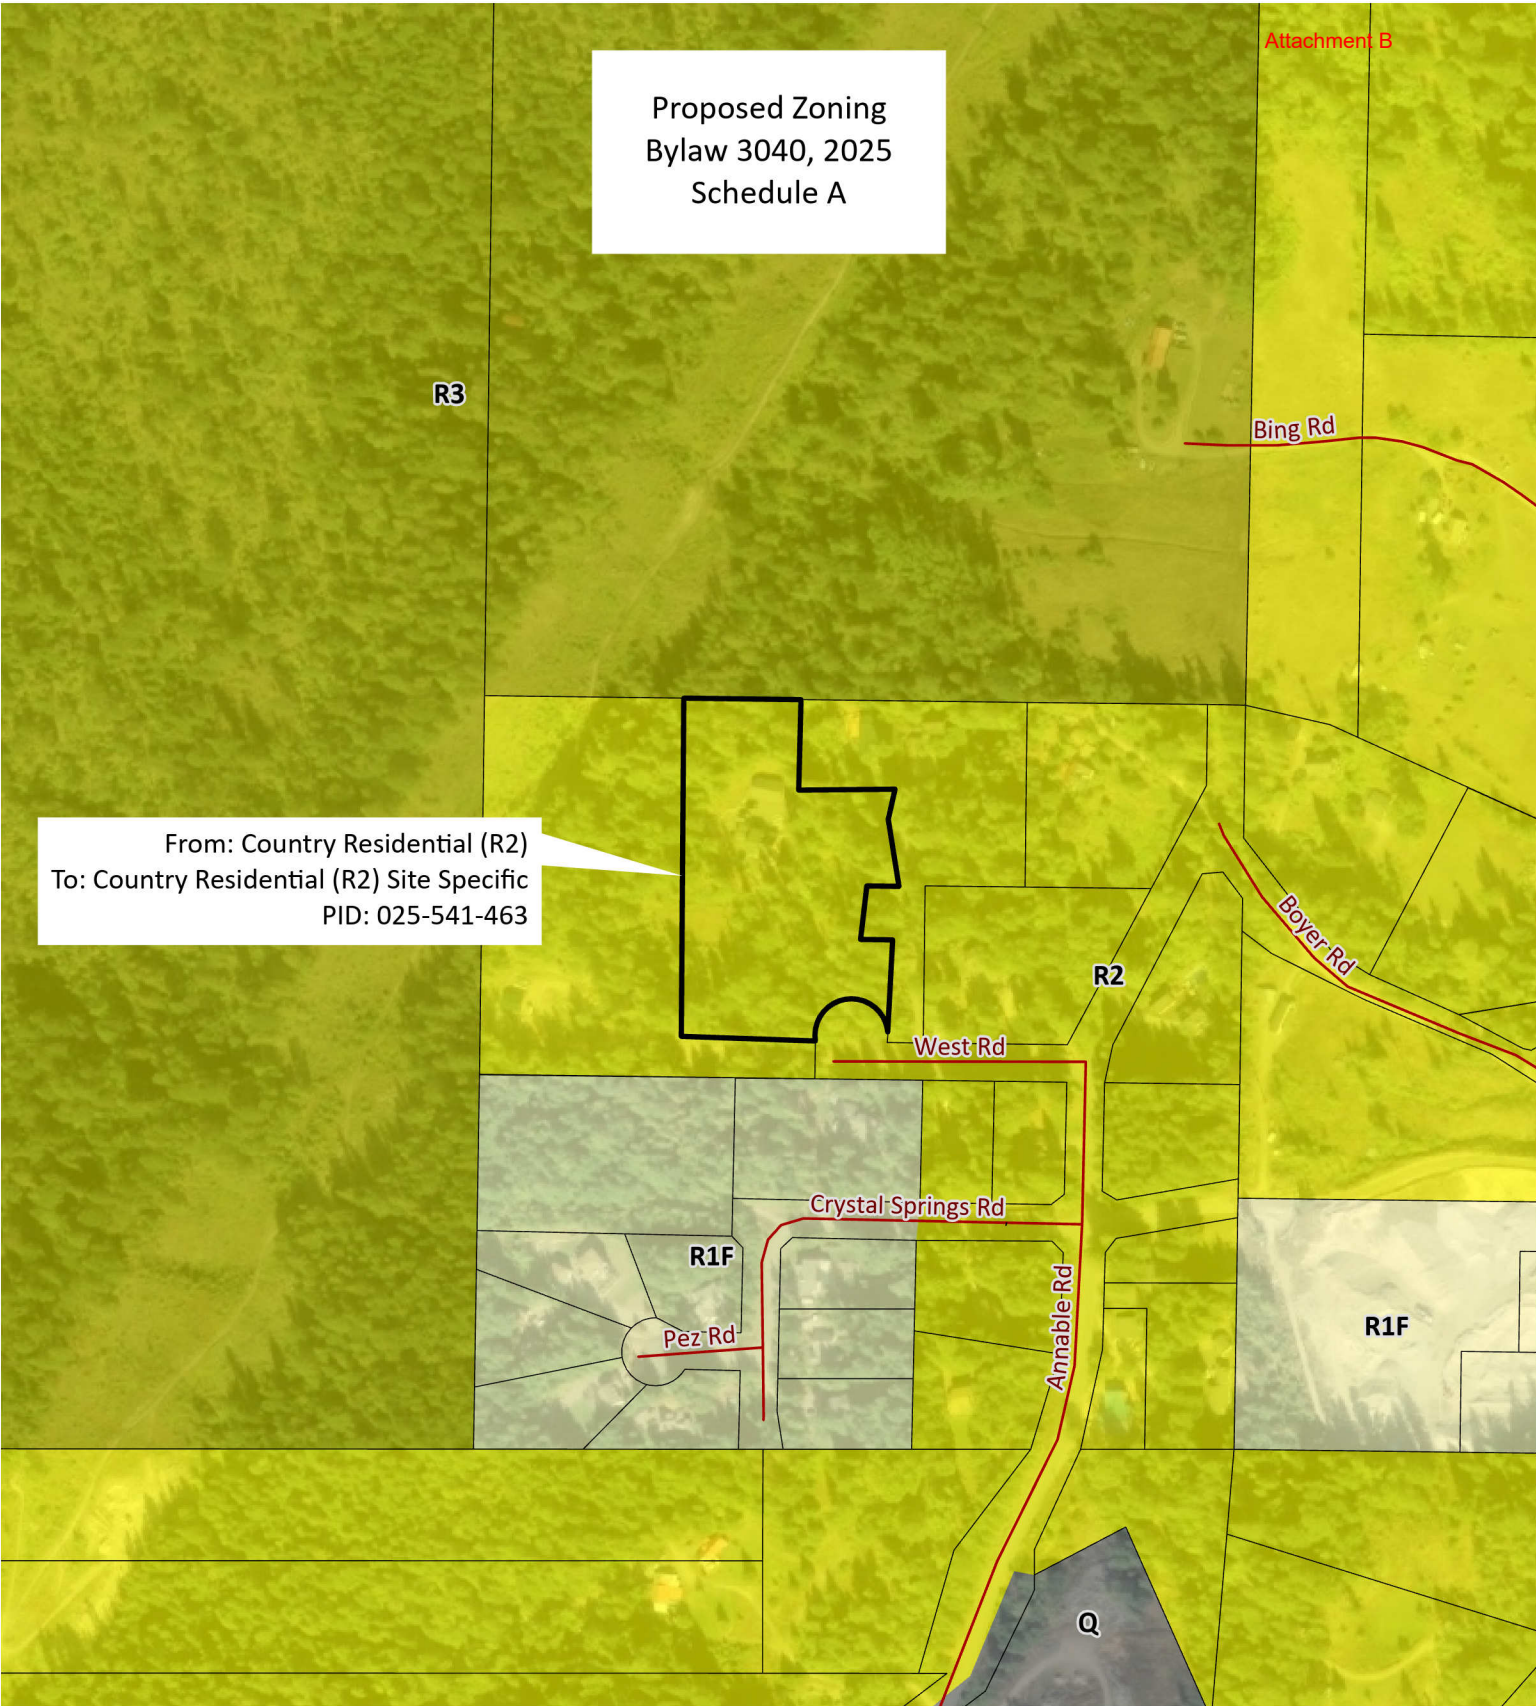 Attachment B
Proposed Zoning
Bylaw 3040, 2025
Schedule A
R3
Bing Rd
From: Country Residential (R2)
To: Country Residential (R2) Site Specific
PID: 025-541-463
Boyer Rd
R2
West Rd
Crystal Springs Rd
R1F
Annable Rd
R1F
Pez Rd
Q